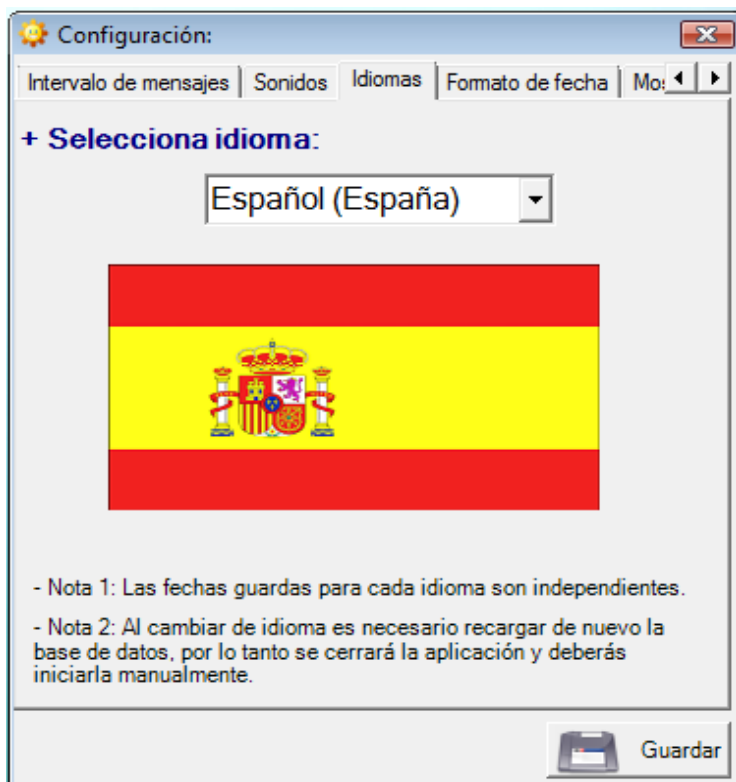 Configuración:
Intervalo de mensajes Sonidos Idiomas Formato de fecha Mos
+ Selecciona idioma:
Español (España)
- Nota 1: Las fechas guardas para cada idioma son independientes.
- Nota 2: Al cambiar de idioma es necesario recargar de nuevo la
base de datos, por lo tanto se cerrará la aplicación y deberás
iniciarla manualmente.
Guardar